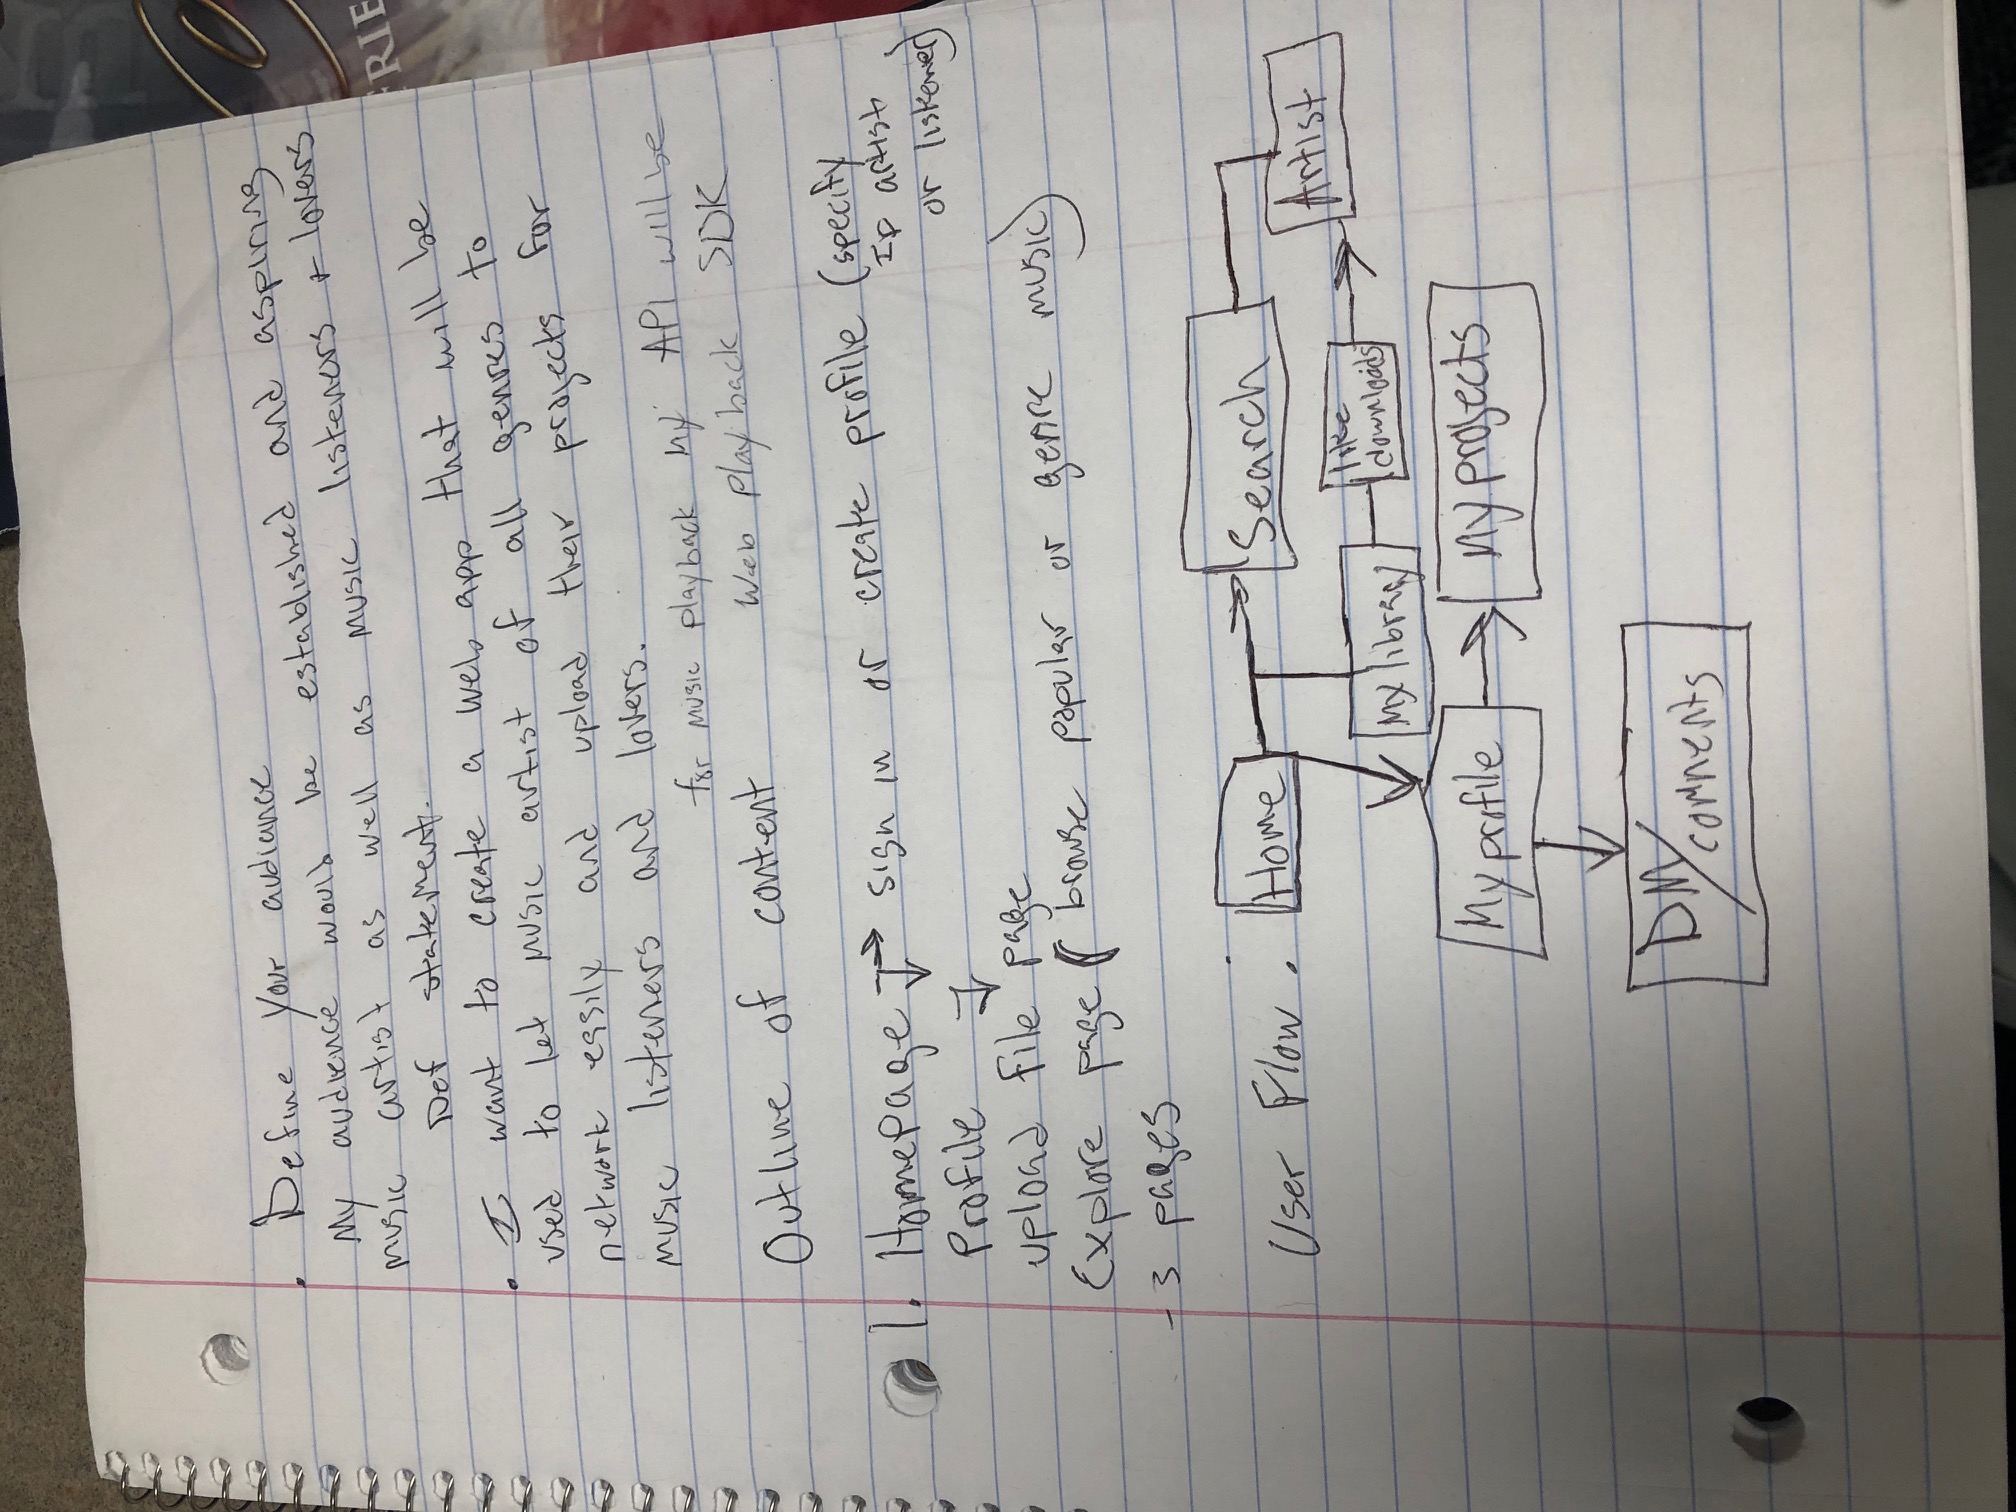 • Define Your audiance
My audience would be established and aspiring
music artist as well as music listeners + lovers
Def statement.
• I want to create a web app that will be
used to let music artist of all genres to
network easily and upload their projects for
music listeners and lovers.
for music playback my API will be
Web Playback SDK
Outline of content
1. Homepage → sign in or create profile (specify
If artist
or listener)
Profile
upload file page
Explore page ( browse popular or genre music)
- 3 pages
User Flow.
Home
Search
Artist
My library
like
downloads
My profile
My projects
DM/
comments
FRIE